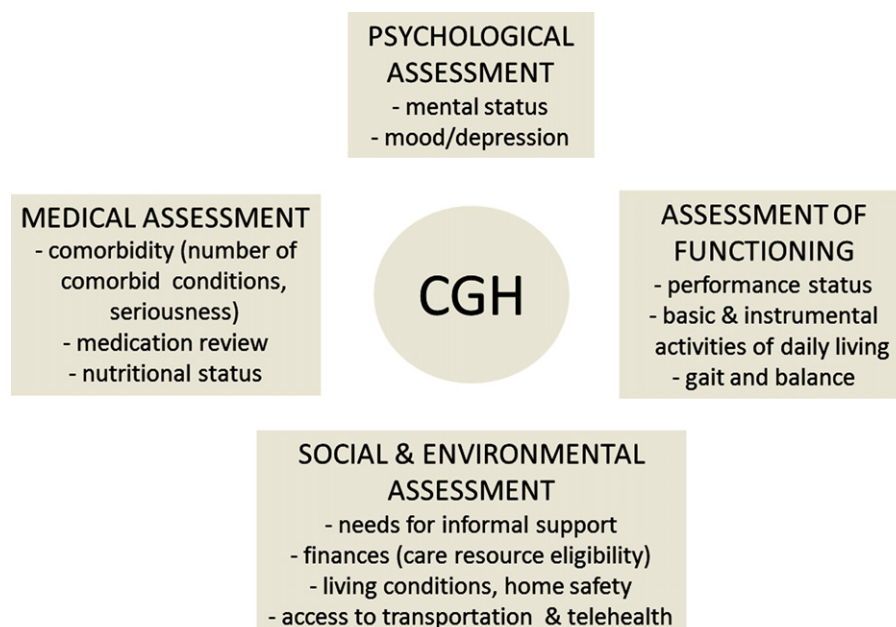 PSYCHOLOGICAL
ASSESSMENT
- mental status
- mood/depression
MEDICAL ASSESSMENT
- comorbidity (number of
comorbid conditions,
seriousness)
- medication review
- nutritional status
CGH
ASSESSMENT OF
FUNCTIONING
- performance status
- basic & instrumental
activities of daily living
- gait and balance
SOCIAL & ENVIRONMENTAL
ASSESSMENT
- needs for informal support
- finances (care resource eligibility)
- living conditions, home safety
- access to transportation & telehealth